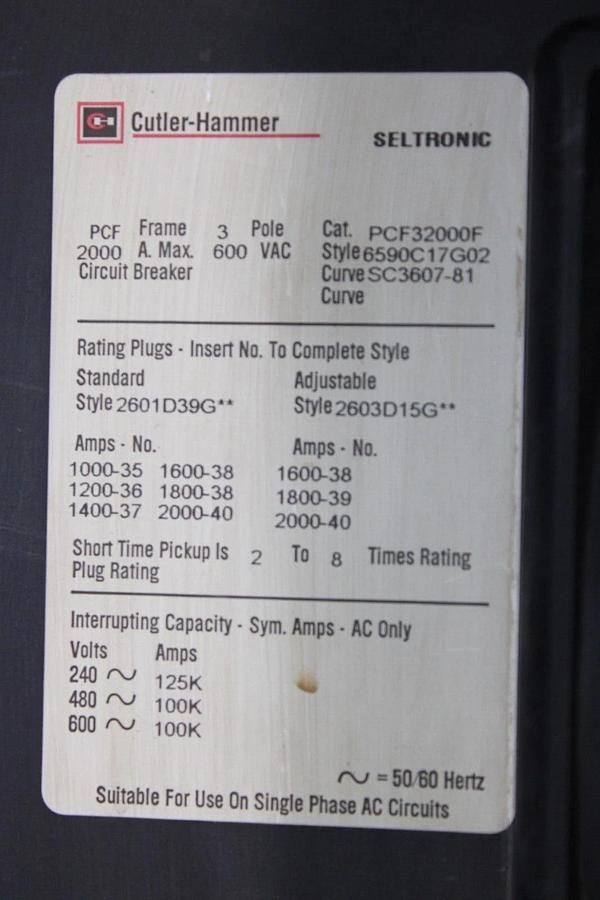 Cutler-Hammer
SELTRONIC
PCF Frame 3 Pole Cat. PCF32000F
2000 A. Max. 600 VAC Style 6590C17G02
Circuit Breaker Curve SC3607-81
Curve
Rating Plugs - Insert No. To Complete Style
Standard Adjustable
Style 2601D39G** Style 2603D15G**
Amps - No. Amps - No.
1000-35 1600-38 1600-38
1200-36 1800-38 1800-39
1400-37 2000-40 2000-40
Short Time Pickup Is 2 To 8 Times Rating
Plug Rating
Interrupting Capacity - Sym. Amps - AC Only
Volts Amps
240 ~ 125K
480 ~ 100K
600 ~ 100K
~ = 50/60 Hertz
Suitable For Use On Single Phase AC Circuits